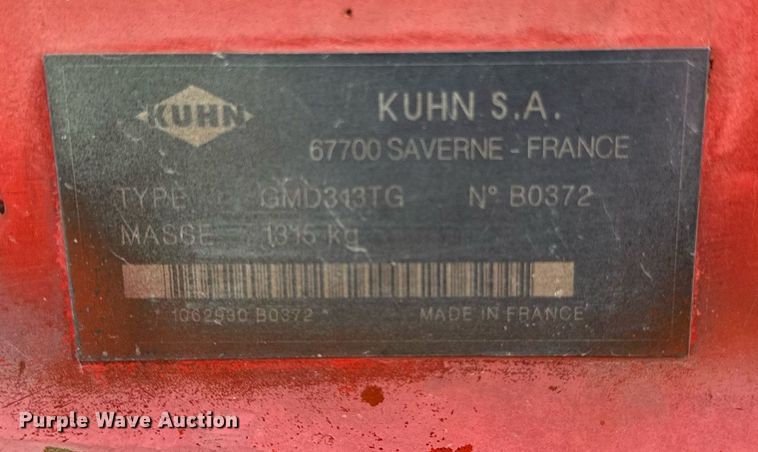 KUHN
KUHN S.A.
67700 SAVERNE - FRANCE
TYPE GMD313TG N° B0372
MASSE 1315 kg
*1062930 B0372*
MADE IN FRANCE
Purple Wave Auction